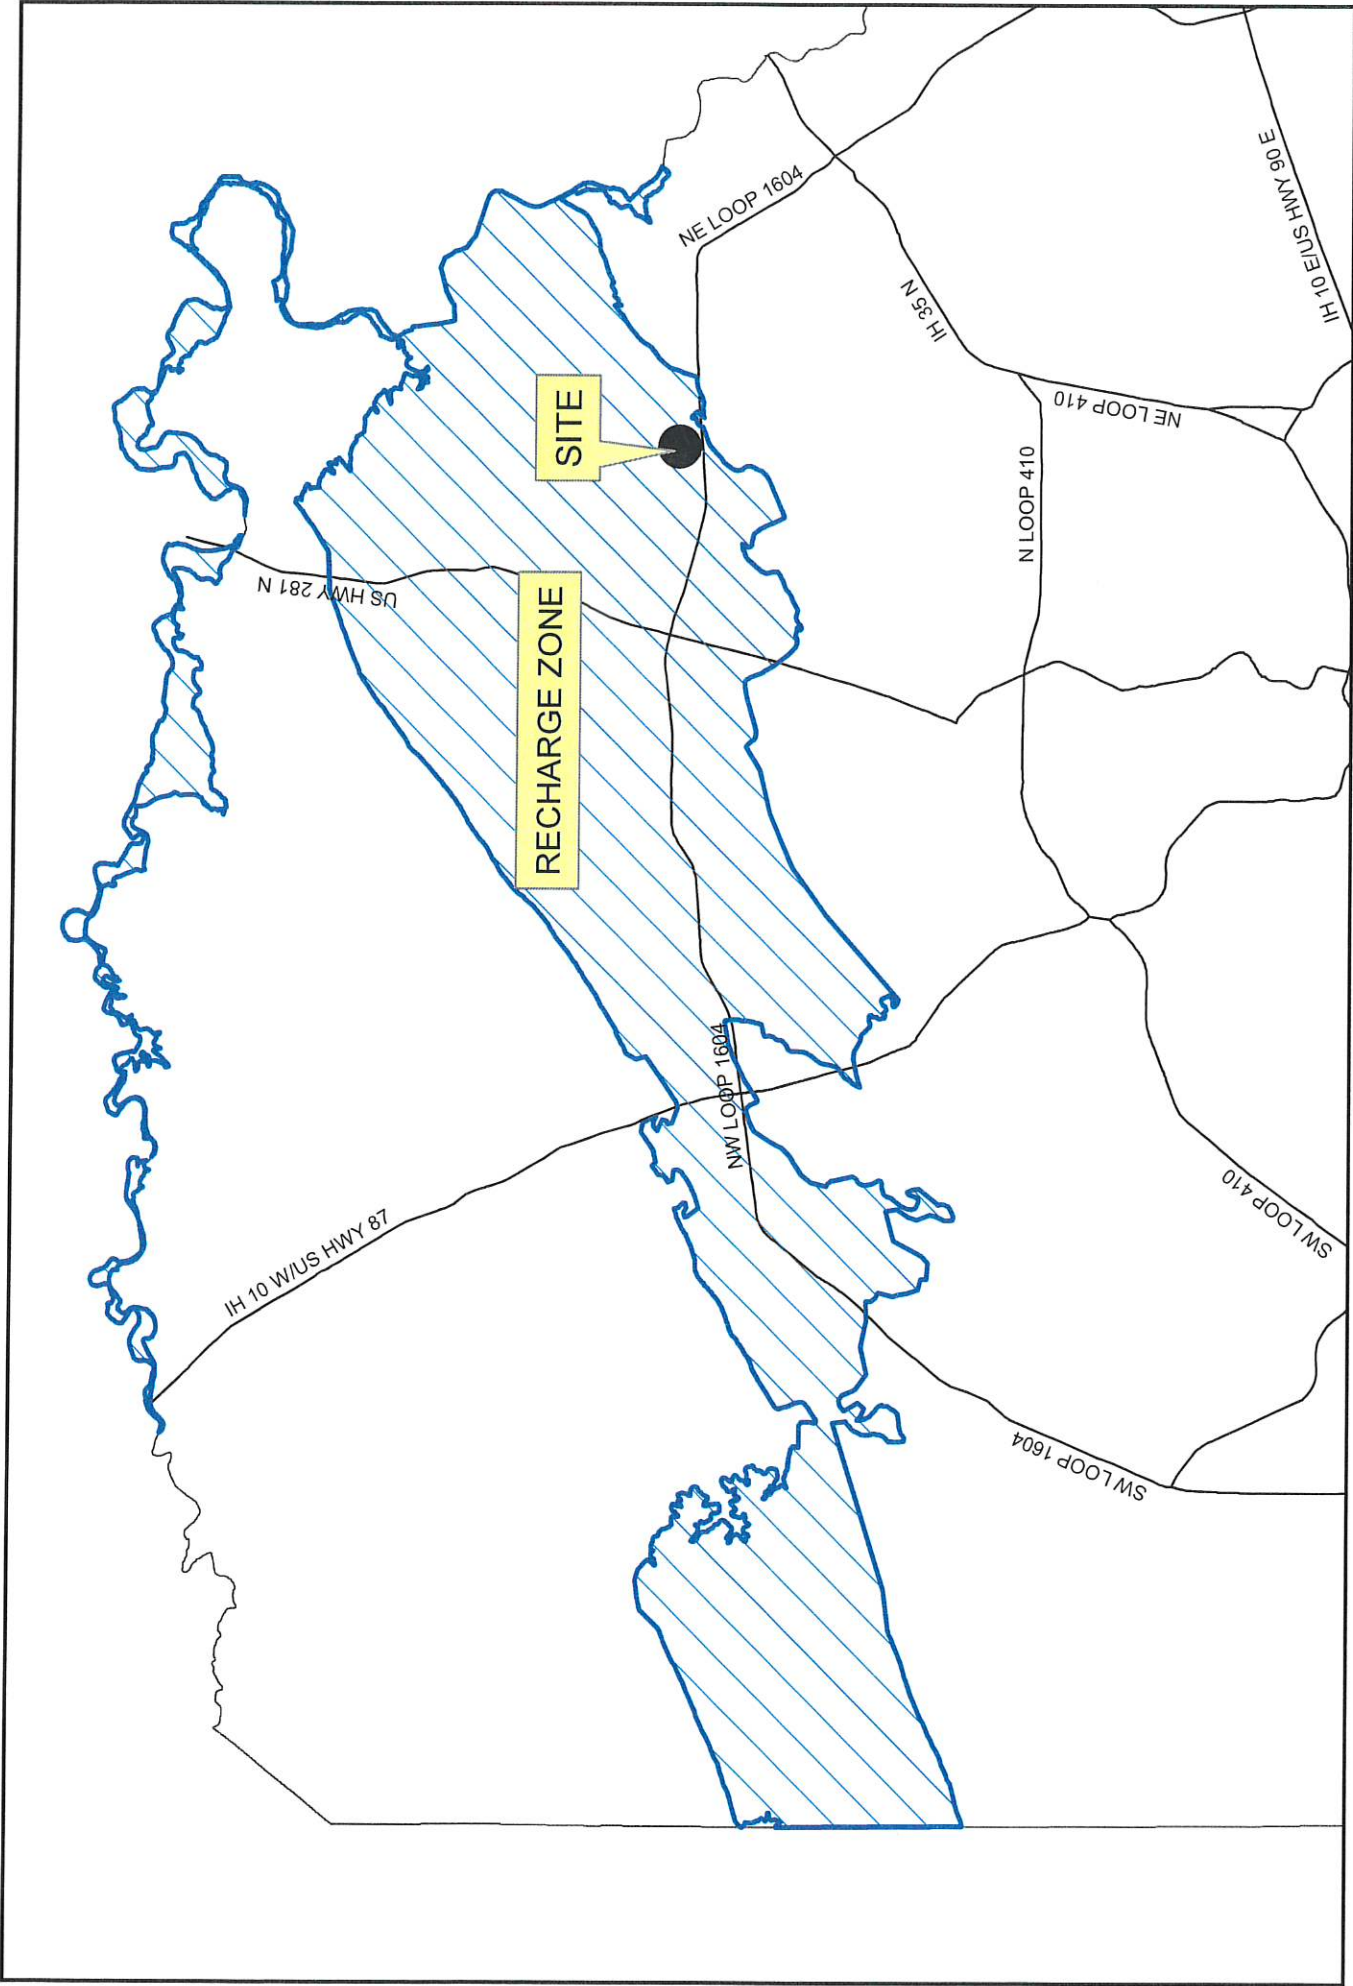 US HWY 281 N
IH 10 W/US HWY 87
RECHARGE ZONE
SITE
NW LOOP 1604
NE LOOP 1604
IH 35 N
N LOOP 410
NE LOOP 410
IH 10 E/US HWY 90 E
SW LOOP 1604
SW LOOP 410